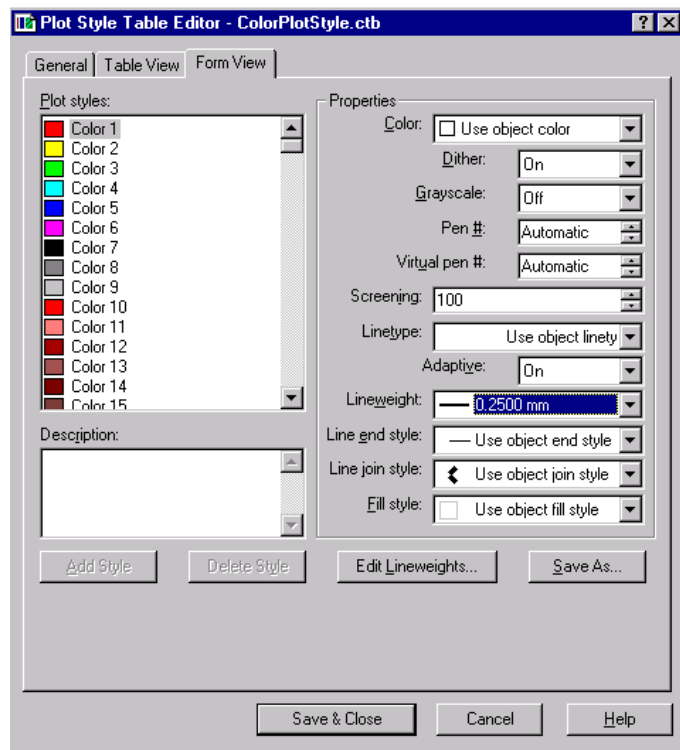 Plot Style Table Editor - ColorPlotStyle.ctb
General
Table View
Form View
Plot styles:
Color 1
Color 2
Color 3
Color 4
Color 5
Color 6
Color 7
Color 8
Color 9
Color 10
Color 11
Color 12
Color 13
Color 14
Color 15
Description:
Add Style
Delete Style
Properties
Color: Use object color
Dither: On
Grayscale: Off
Pen #: Automatic
Virtual pen #: Automatic
Screening: 100
Linetype: Use object linety
Adaptive: On
Lineweight: 0.2500 mm
Line end style: Use object end style
Line join style: Use object join style
Fill style: Use object fill style
Edit Lineweights...
Save As...
Save & Close
Cancel
Help